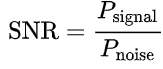 SNR = P_signal / P_noise